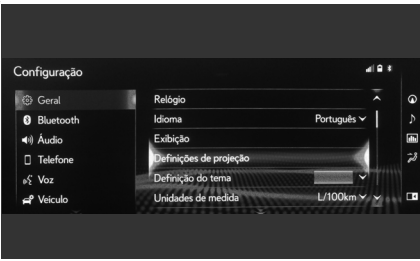 Configuração
Geral
Bluetooth
Áudio
Telefone
Voz
Veículo
Relógio
Idioma Português
Exibição
Definições de projeção
Definição do tema
Unidades de medida L/100km